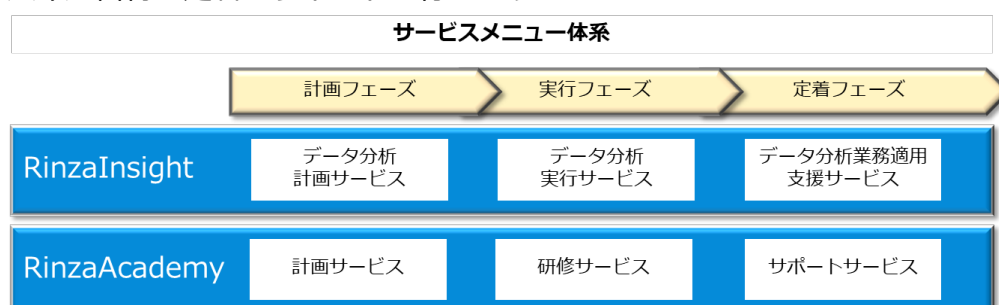 サービスメニュー体系
計画フェーズ 実行フェーズ 定着フェーズ
RinzaInsight
データ分析
計画サービス
データ分析
実行サービス
データ分析業務適用
支援サービス
RinzaAcademy 計画サービス 研修サービス サポートサービス